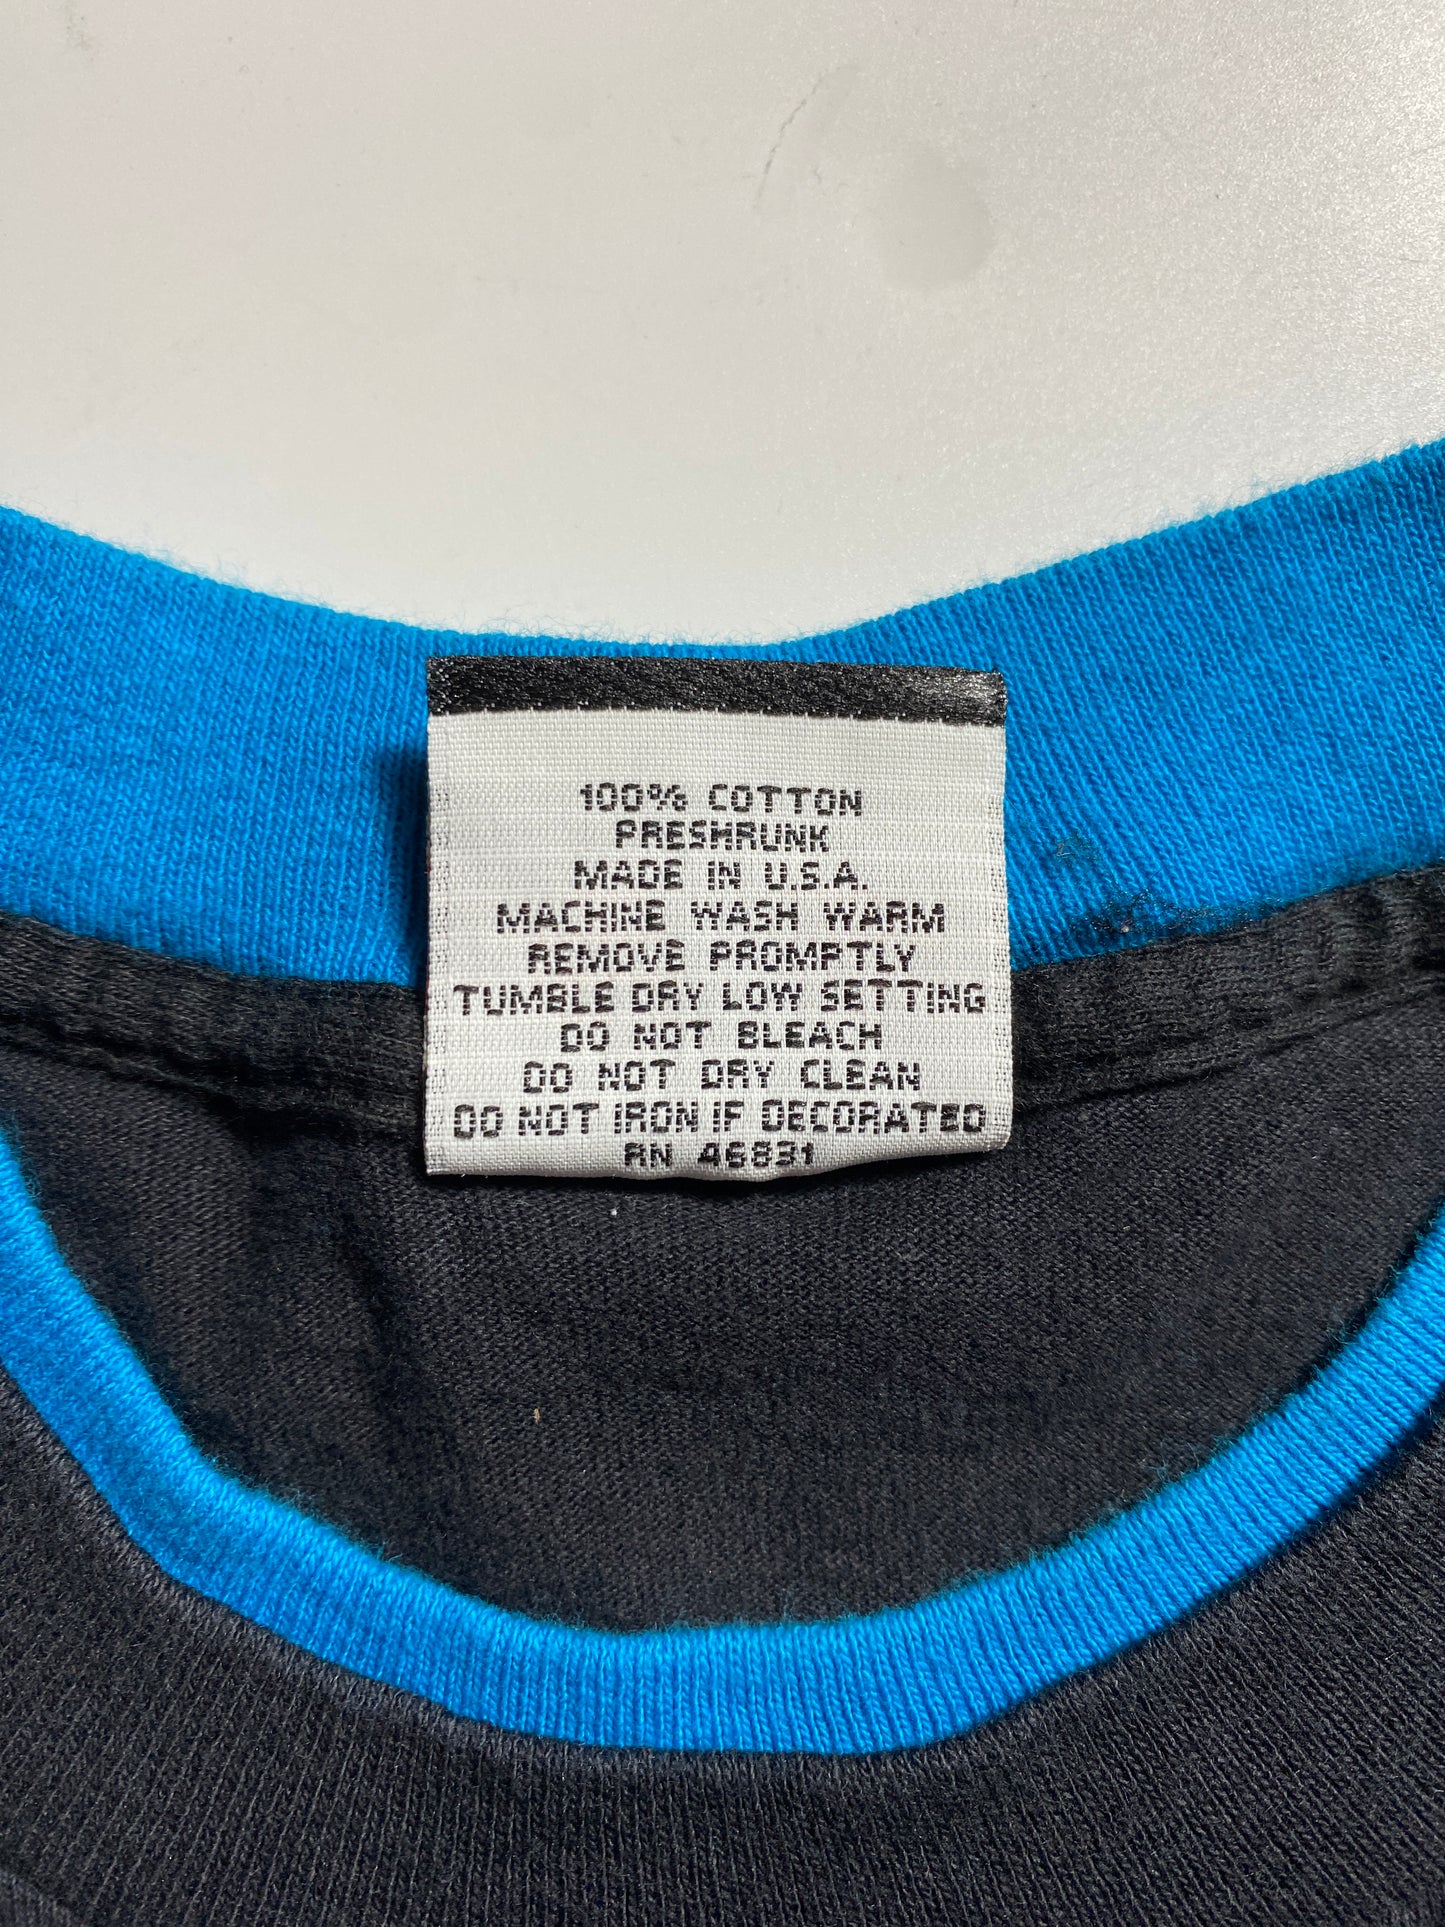 100% COTTON
PRESHRUNK
MADE IN U.S.A.
MACHINE WASH WARM
REMOVE PROMPTLY
TUMBLE DRY LOW SETTING
DO NOT BLEACH
DO NOT DRY CLEAN
DO NOT IRON IF DECORATED
RN 46831